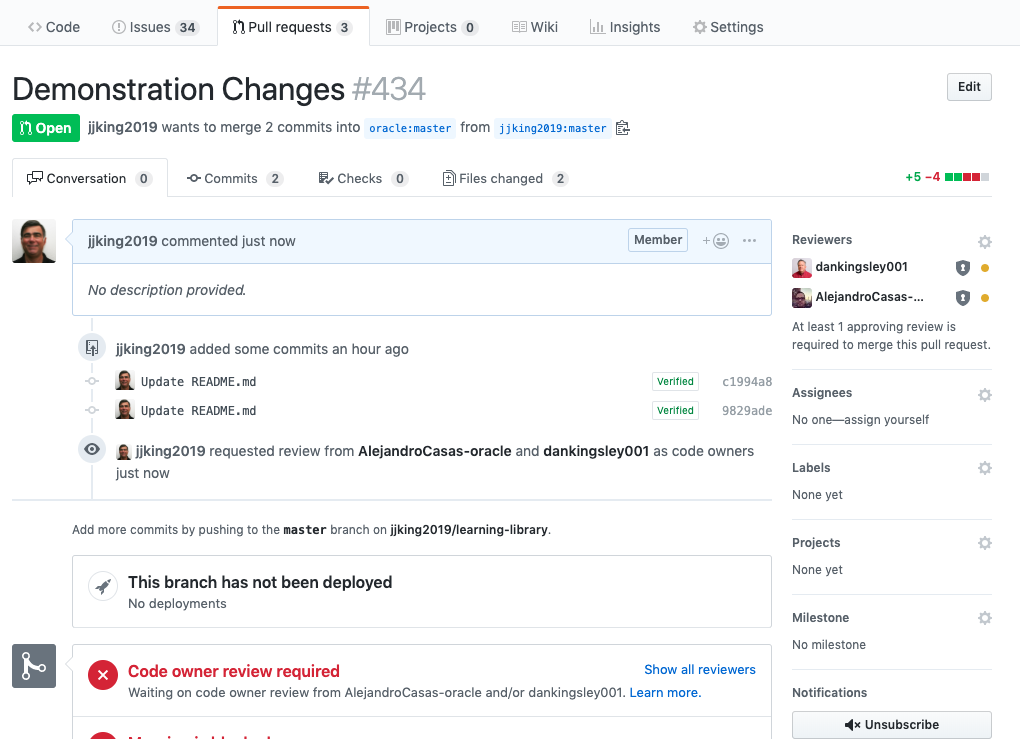 Code Issues 34 Pull requests 3 Projects 0 Wiki Insights Settings
Demonstration Changes #434
Edit
Open jjking2019 wants to merge 2 commits into oracle:master from jjking2019:master
Conversation 0 Commits 2 Checks 0 Files changed 2
+5 −4
jjking2019 commented just now
Member
No description provided.
jjking2019 added some commits an hour ago
Update README.md Verified c1994a8
Update README.md Verified 9829ade
jjking2019 requested review from AlejandroCasas-oracle and dankingsley001 as code owners
just now
Add more commits by pushing to the master branch on jjking2019/learning-library.
This branch has not been deployed
No deployments
Code owner review required
Show all reviewers
Waiting on code owner review from AlejandroCasas-oracle and/or dankingsley001. Learn more.
Reviewers
dankingsley001
AlejandroCasas-...
At least 1 approving review is
required to merge this pull request.
Assignees
No one—assign yourself
Labels
None yet
Projects
None yet
Milestone
No milestone
Notifications
Unsubscribe